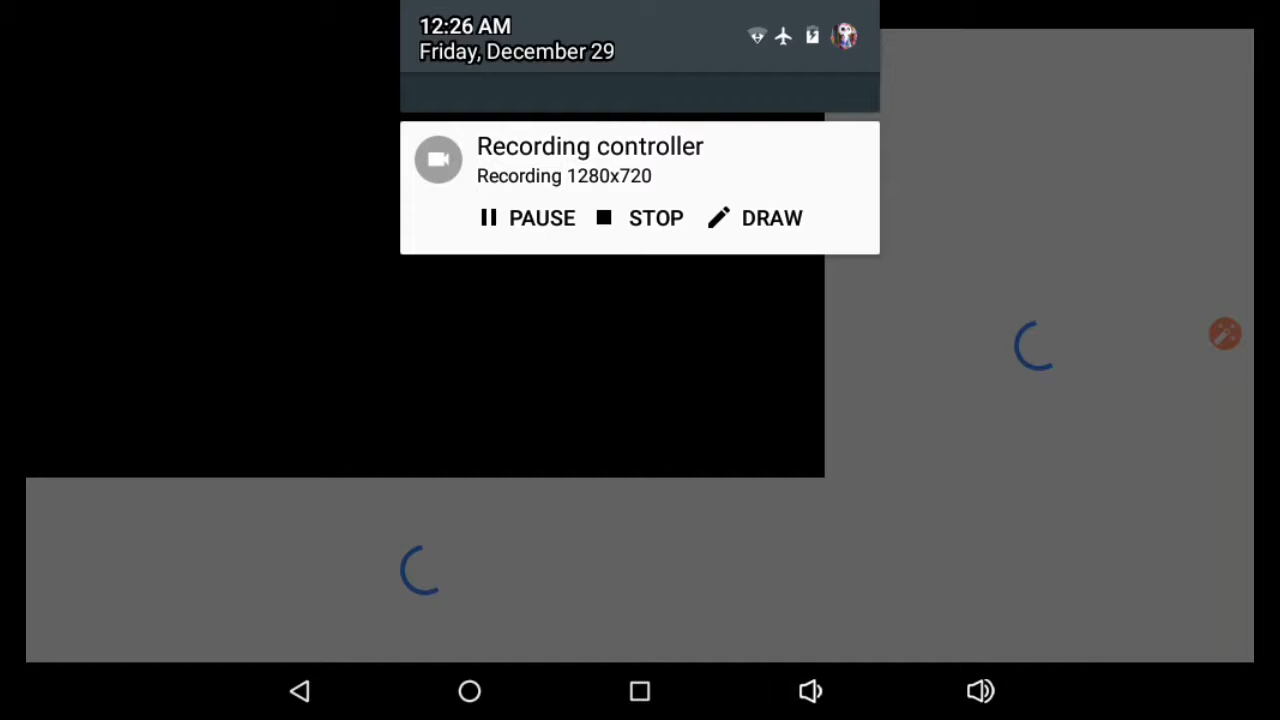 12:26 AM
Friday, December 29
Recording controller
Recording 1280x720
PAUSE STOP DRAW